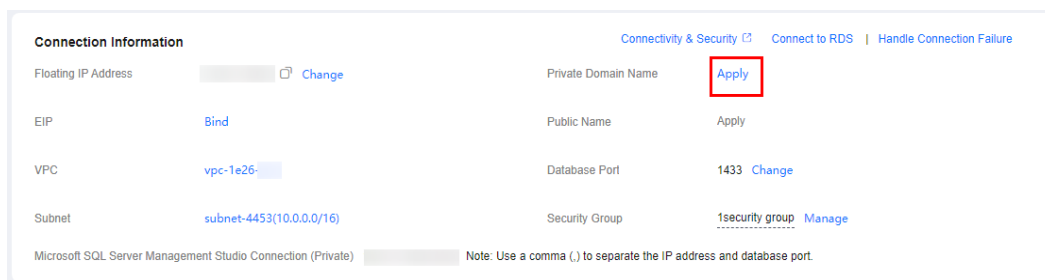 Connection Information
Connectivity & Security Connect to RDS | Handle Connection Failure
Floating IP Address Change Private Domain Name Apply
EIP Bind Public Name Apply
VPC vpc-1e26- Database Port 1433 Change
Subnet subnet-4453(10.0.0.0/16) Security Group 1security group Manage
Microsoft SQL Server Management Studio Connection (Private) Note: Use a comma (,) to separate the IP address and database port.